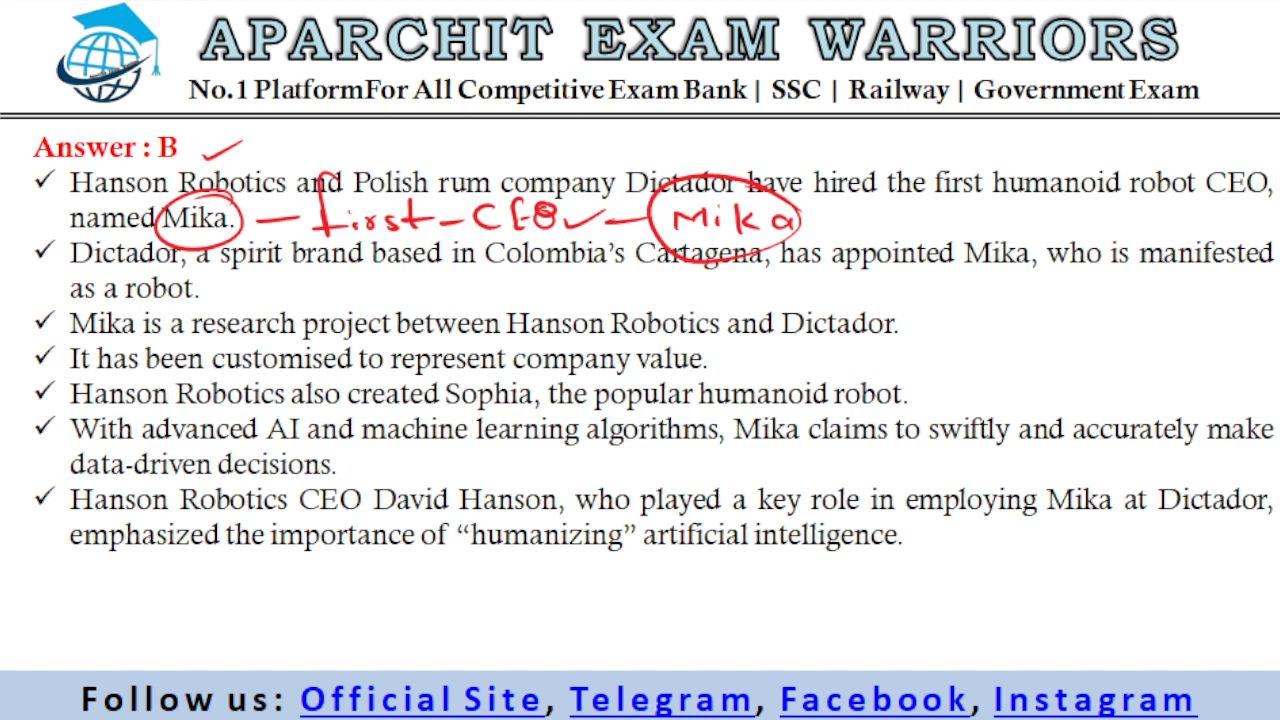 APARCHIT EXAM WARRIORS
No.1 PlatformFor All Competitive Exam Bank | SSC | Railway | Government Exam
Answer : B ✓
✓ Hanson Robotics and Polish rum company Dictador have hired the first humanoid robot CEO,
named Mika. — first – CEO ✓ — Mika
✓ Dictador, a spirit brand based in Colombia's Cartagena, has appointed Mika, who is manifested
as a robot.
✓ Mika is a research project between Hanson Robotics and Dictador.
✓ It has been customised to represent company value.
✓ Hanson Robotics also created Sophia, the popular humanoid robot.
✓ With advanced AI and machine learning algorithms, Mika claims to swiftly and accurately make
data-driven decisions.
✓ Hanson Robotics CEO David Hanson, who played a key role in employing Mika at Dictador,
emphasized the importance of “humanizing” artificial intelligence.
Follow us: Official Site, Telegram, Facebook, Instagram